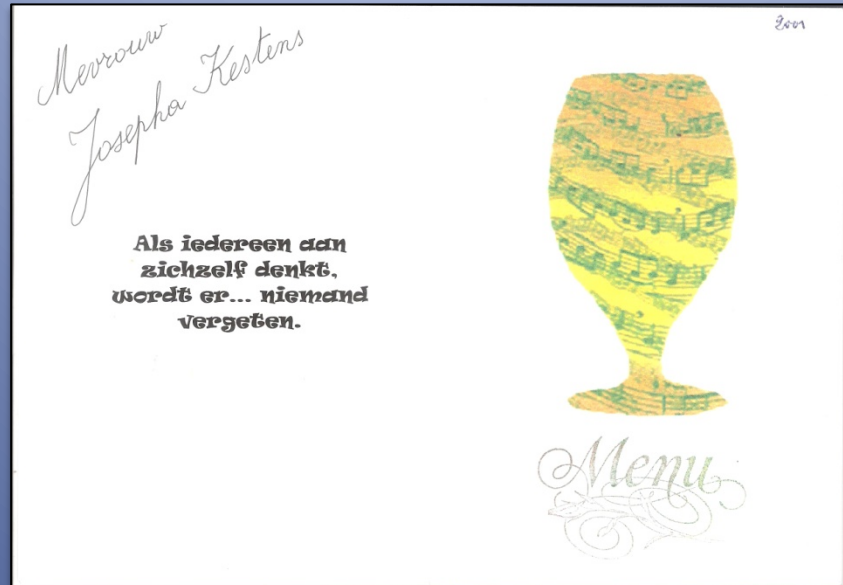 Mevrouw
Josepha Kestens
Als iedereen aan
zichzelf denkt,
wordt er... niemand
vergeten.
2001
Menu